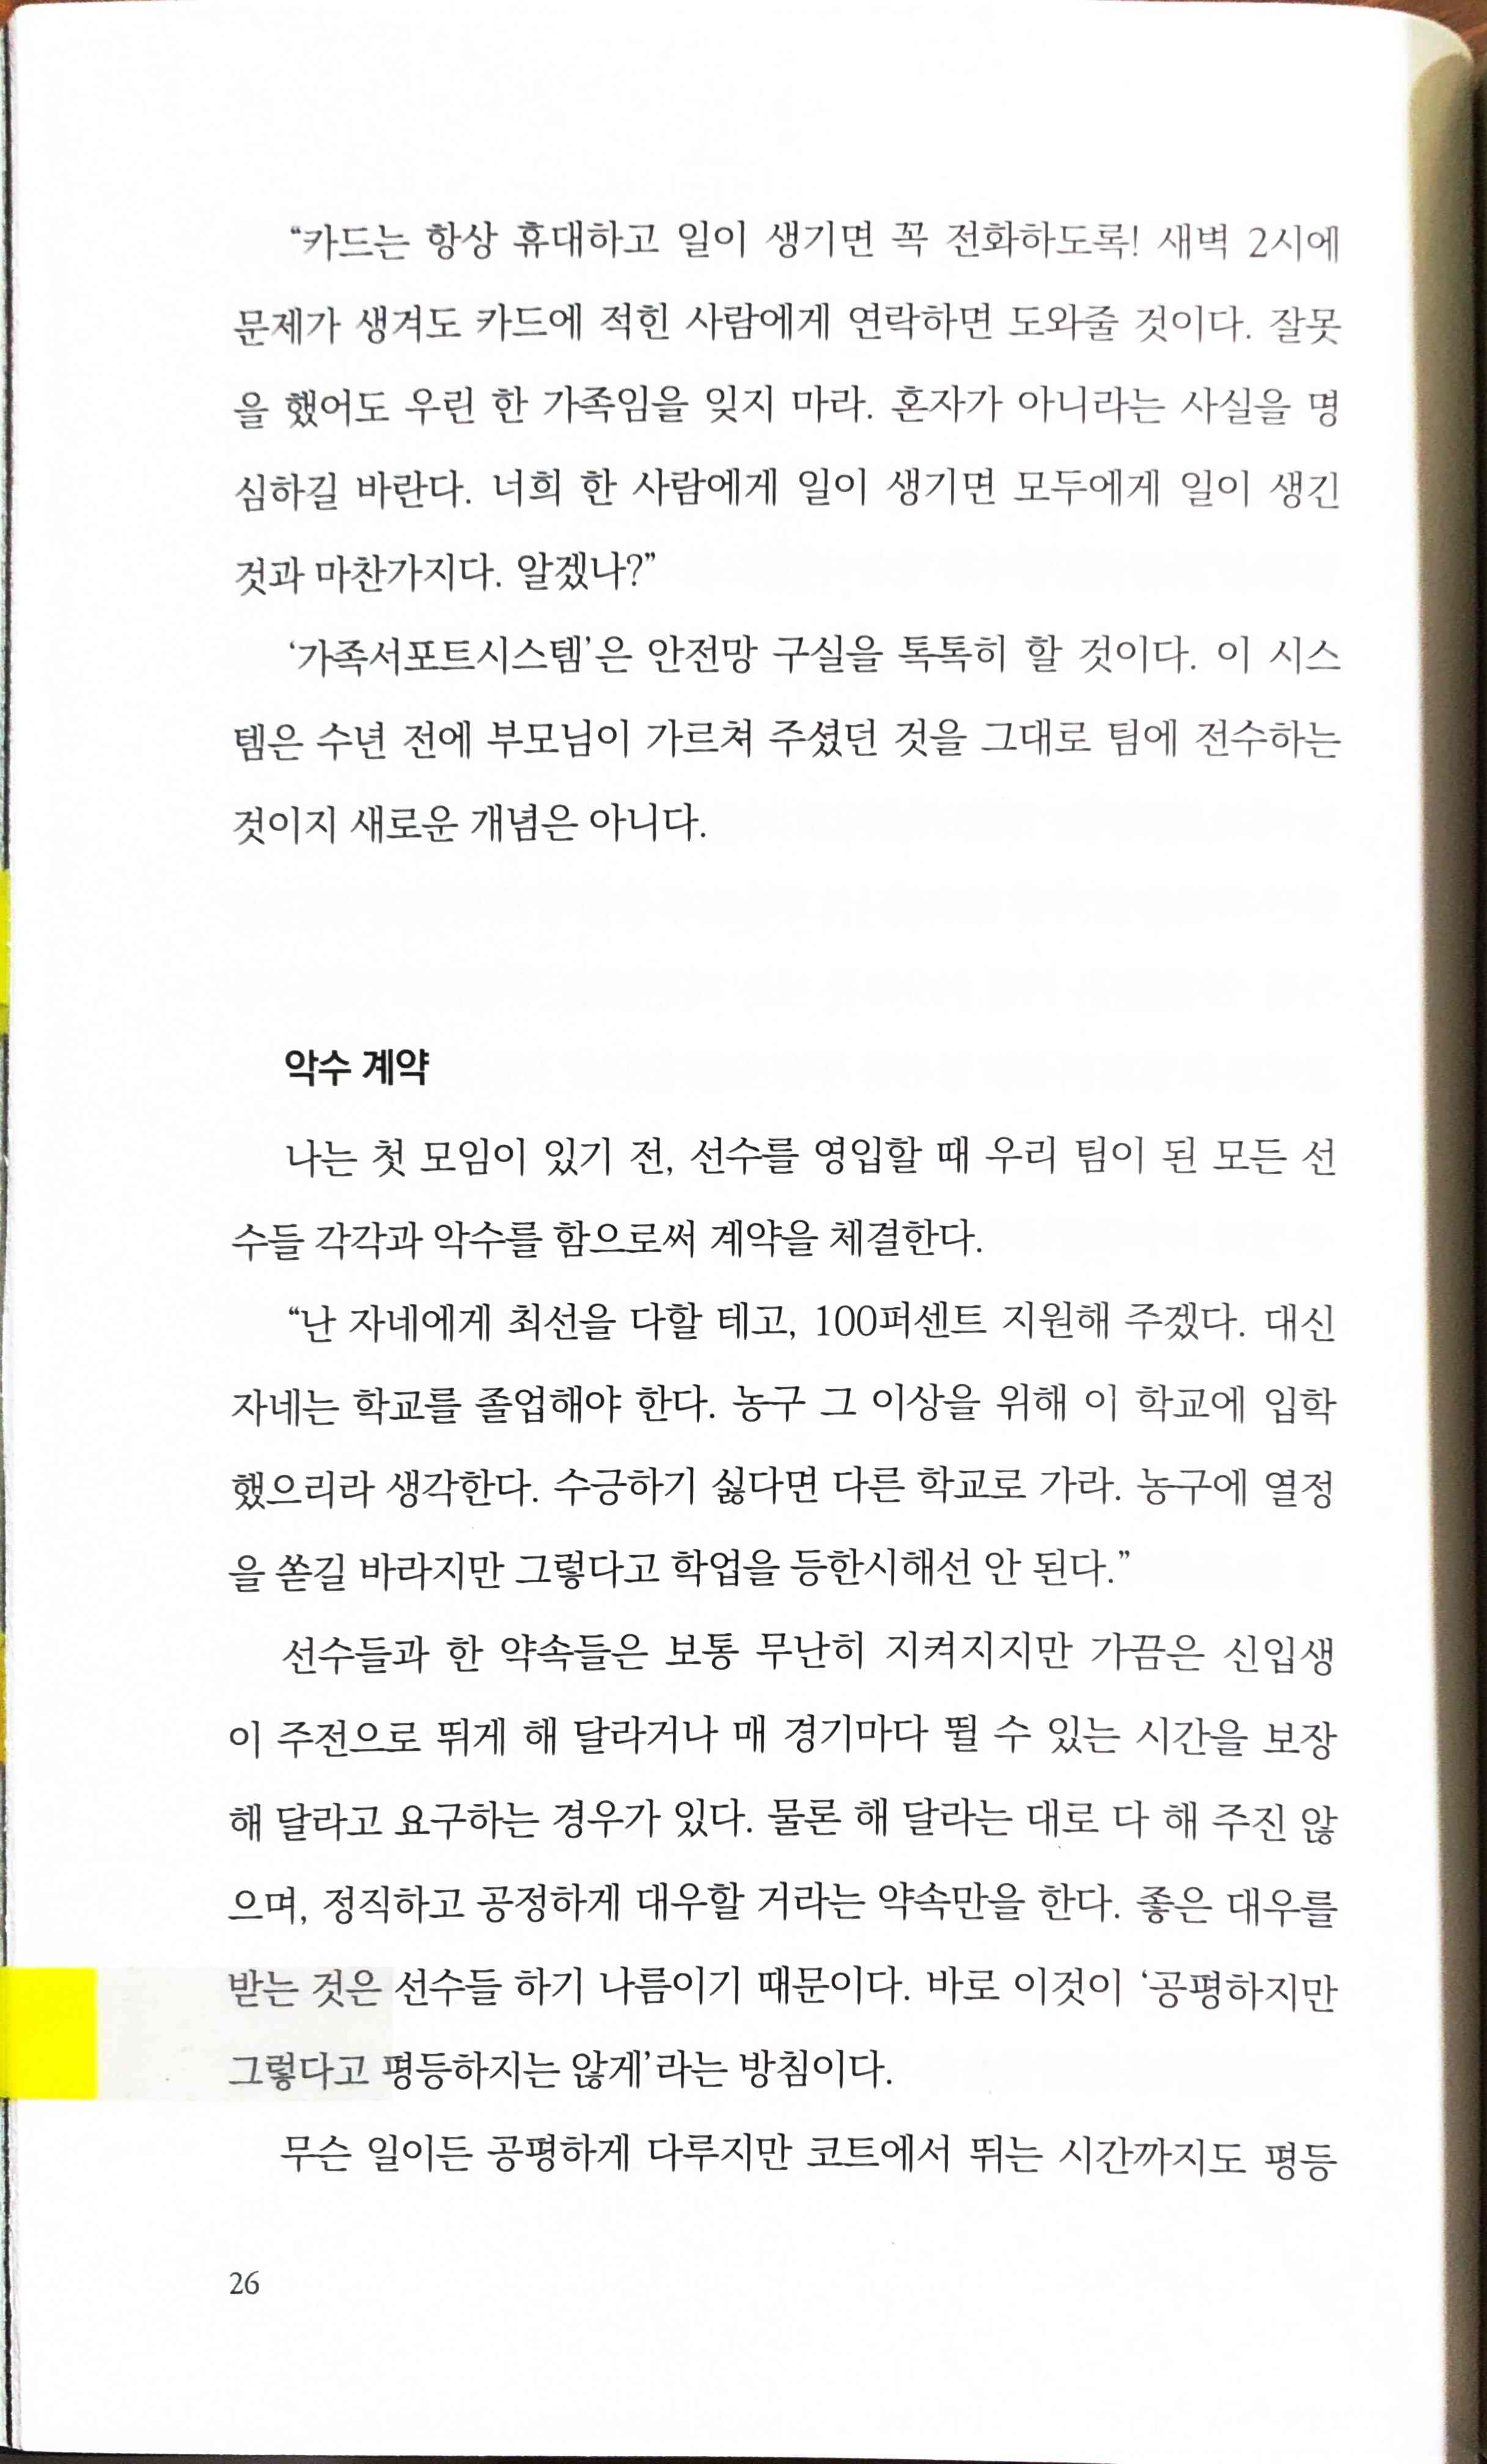 “카드는 항상 휴대하고 일이 생기면 꼭 전화하도록! 새벽 2시에
문제가 생겨도 카드에 적힌 사람에게 연락하면 도와줄 것이다. 잘못
을 했어도 우린 한 가족임을 잊지 마라. 혼자가 아니라는 사실을 명
심하길 바란다. 너희 한 사람에게 일이 생기면 모두에게 일이 생긴
것과 마찬가지다. 알겠나?”
‘가족서포트시스템’은 안전망 구실을 톡톡히 할 것이다. 이 시스
템은 수년 전에 부모님이 가르쳐 주셨던 것을 그대로 팀에 전수하는
것이지 새로운 개념은 아니다.
악수 계약
나는 첫 모임이 있기 전, 선수를 영입할 때 우리 팀이 된 모든 선
수들 각각과 악수를 함으로써 계약을 체결한다.
“난 자네에게 최선을 다할 테고, 100퍼센트 지원해 주겠다. 대신
자네는 학교를 졸업해야 한다. 농구 그 이상을 위해 이 학교에 입학
했으리라 생각한다. 수긍하기 싫다면 다른 학교로 가라. 농구에 열정
을 쏟길 바라지만 그렇다고 학업을 등한시해선 안 된다.”
선수들과 한 약속들은 보통 무난히 지켜지지만 가끔은 신입생
이 주전으로 뛰게 해 달라거나 매 경기마다 뛸 수 있는 시간을 보장
해 달라고 요구하는 경우가 있다. 물론 해 달라는 대로 다 해 주진 않
으며, 정직하고 공정하게 대우할 거라는 약속만을 한다. 좋은 대우를
받는 것은 선수들 하기 나름이기 때문이다. 바로 이것이 ‘공평하지만
그렇다고 평등하지는 않게’라는 방침이다.
무슨 일이든 공평하게 다루지만 코트에서 뛰는 시간까지도 평등
26